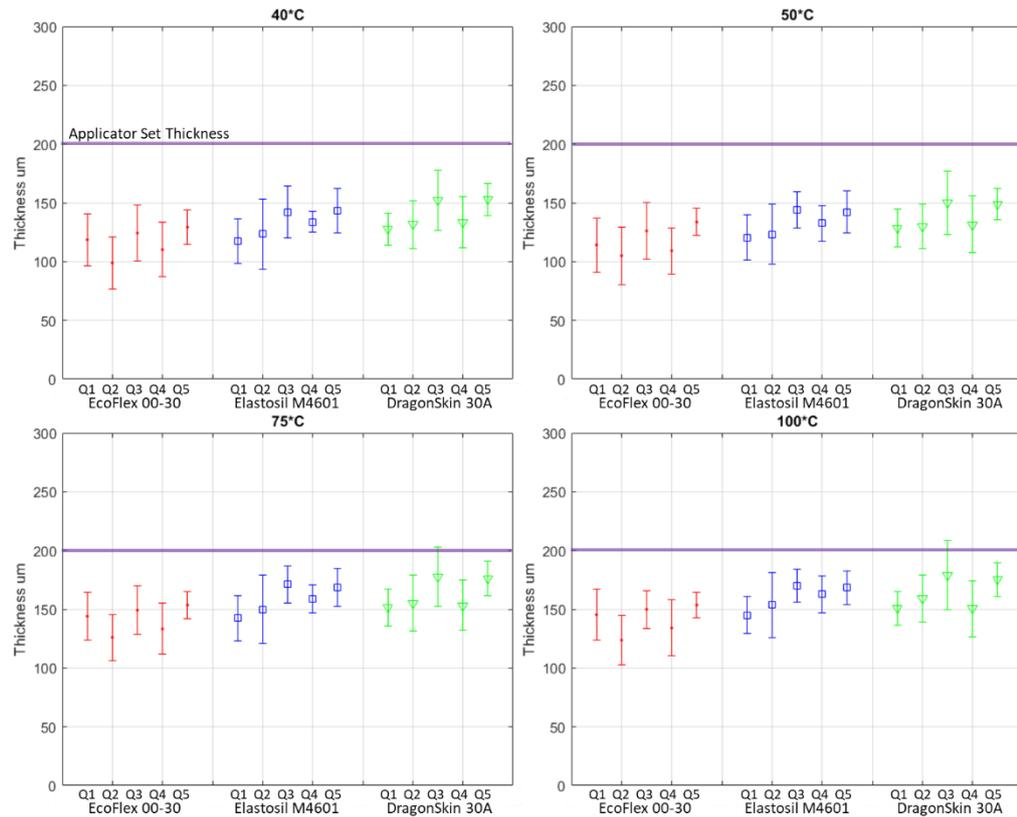 40*C
300
250
200
150
100
50
0
Thickness um
Applicator Set Thickness
Q1 Q2 Q3 Q4 Q5 Q1 Q2 Q3 Q4 Q5 Q1 Q2 Q3 Q4 Q5
EcoFlex 00-30 Elastosil M4601 DragonSkin 30A
50*C
300
250
200
150
100
50
0
Thickness um
Q1 Q2 Q3 Q4 Q5 Q1 Q2 Q3 Q4 Q5 Q1 Q2 Q3 Q4 Q5
EcoFlex 00-30 Elastosil M4601 DragonSkin 30A
75*C
300
250
200
150
100
50
0
Thickness um
Q1 Q2 Q3 Q4 Q5 Q1 Q2 Q3 Q4 Q5 Q1 Q2 Q3 Q4 Q5
EcoFlex 00-30 Elastosil M4601 DragonSkin 30A
100*C
300
250
200
150
100
50
0
Thickness um
Q1 Q2 Q3 Q4 Q5 Q1 Q2 Q3 Q4 Q5 Q1 Q2 Q3 Q4 Q5
EcoFlex 00-30 Elastosil M4601 DragonSkin 30A